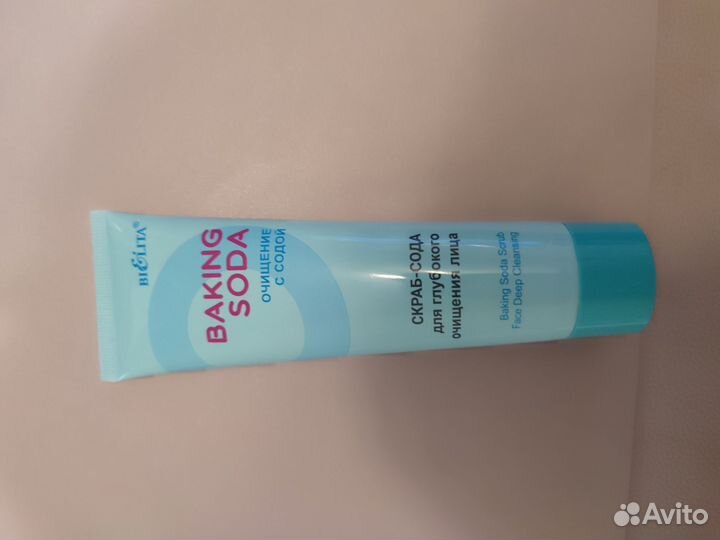 BIELITA®
BAKING
SODA
ОЧИЩЕНИЕ
С СОДОЙ
СКРАБ-СОДА
для глубокого
очищения лица
Baking Soda Scrub
Face Deep Cleansing
Avito